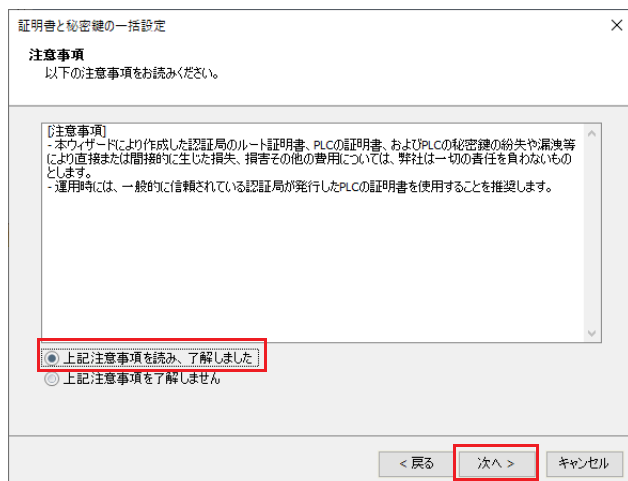 証明書と秘密鍵の一括設定
注意事項
以下の注意事項をお読みください。
[注意事項]
- 本ウィザードにより作成した認証局のルート証明書、PLCの証明書、およびPLCの秘密鍵の紛失や漏洩等
により直接または間接的に生じた損失、損害その他の費用については、弊社は一切の責任を負わないもの
とします。
- 運用時には、一般的に信頼されている認証局が発行したPLCの証明書を使用することを推奨します。
上記注意事項を読み、了解しました
上記注意事項を了解しません
< 戻る 次へ > キャンセル